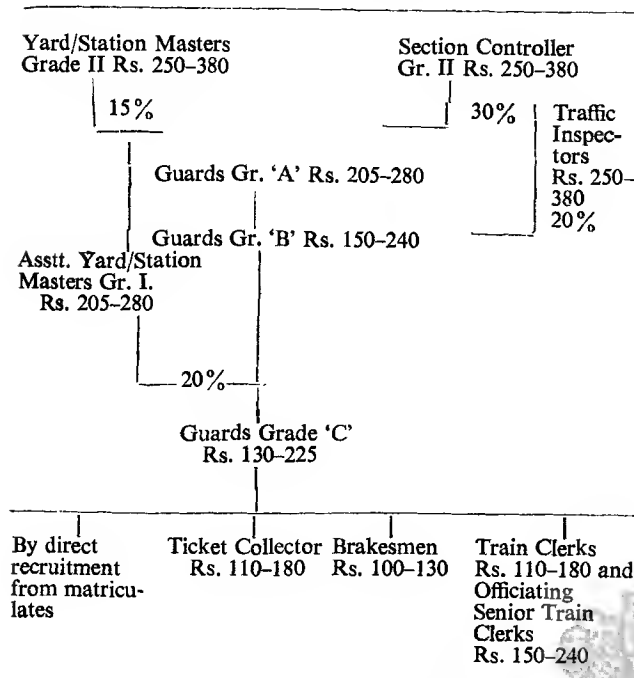 Yard/Station Masters
Grade II Rs. 250–380
Section Controller
Gr. II Rs. 250–380
15%
30%
Traffic
Inspec-
tors
Rs. 250–
380
20%
Guards Gr. ‘A’ Rs. 205–280
Guards Gr. ‘B’ Rs. 150–240
Asstt. Yard/Station
Masters Gr. I.
Rs. 205–280
20%
Guards Grade ‘C’
Rs. 130–225
By direct
recruitment
from matricu-
lates
Ticket Collector
Rs. 110–180
Brakesmen
Rs. 100–130
Train Clerks
Rs. 110–180 and
Officiating
Senior Train
Clerks
Rs. 150–240